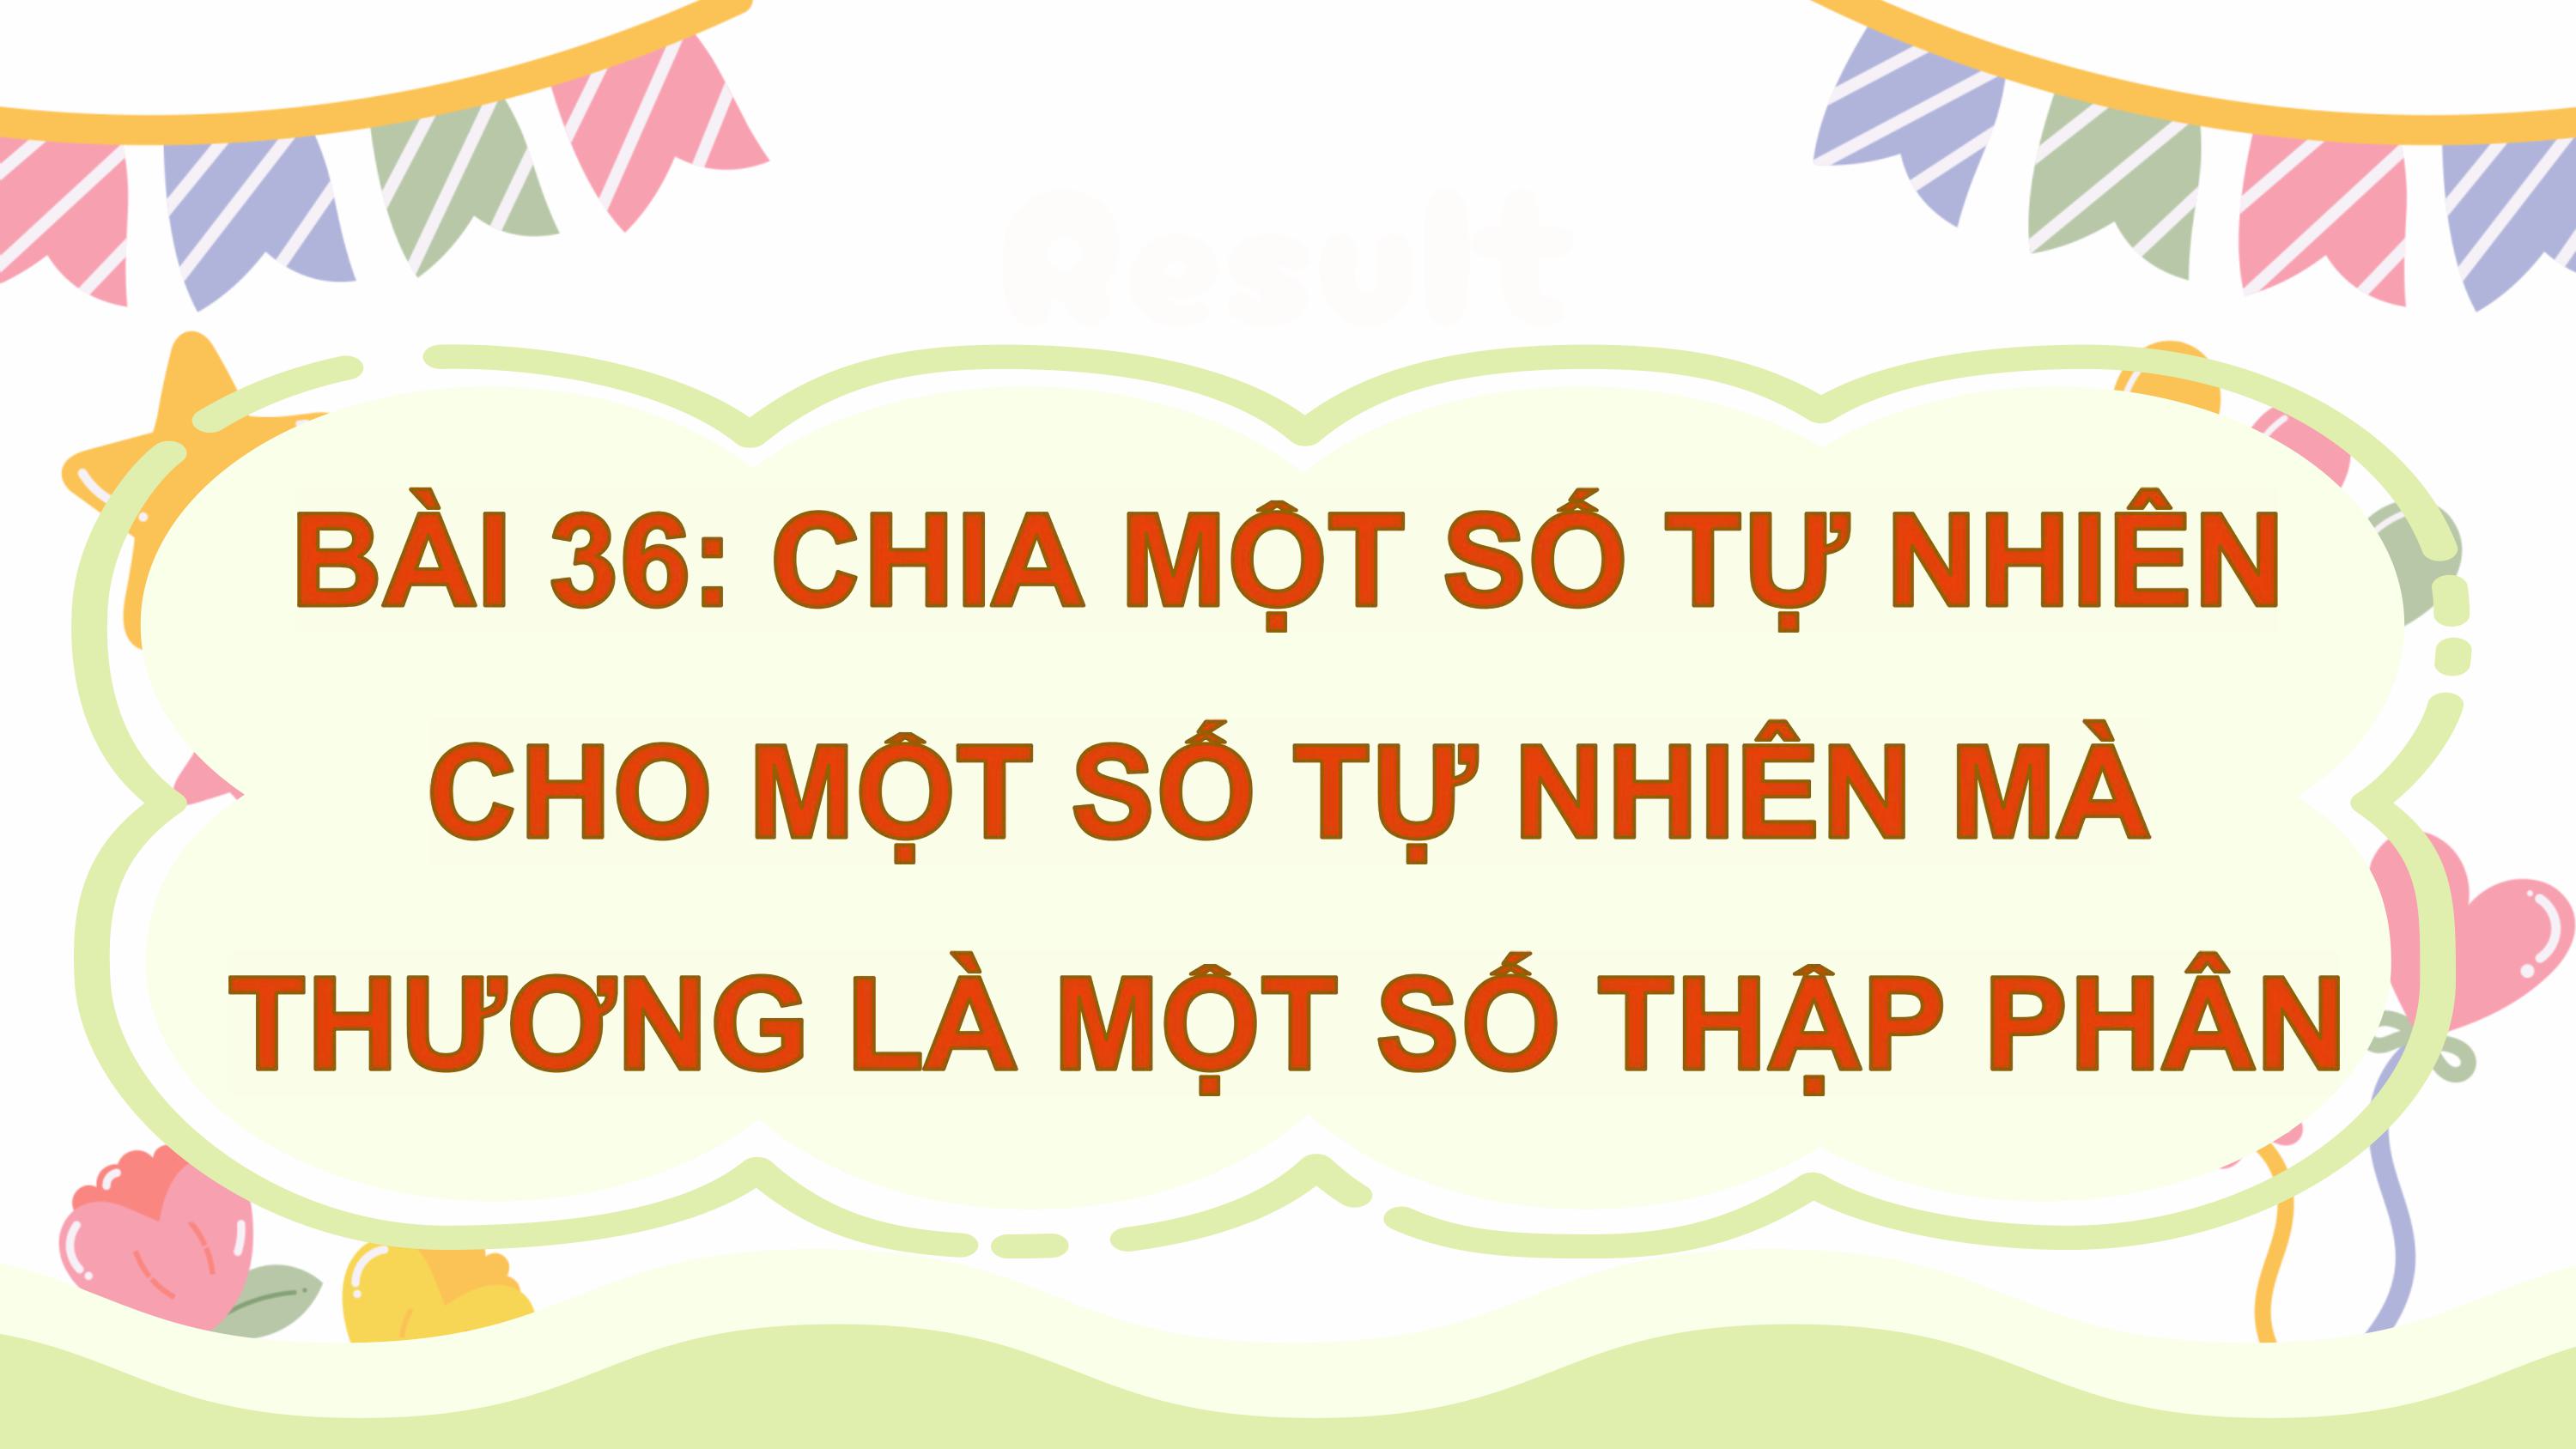 Result
BÀI 36: CHIA MỘT SỐ TỰ NHIÊN
CHO MỘT SỐ TỰ NHIÊN MÀ
THƯƠNG LÀ MỘT SỐ THẬP PHÂN